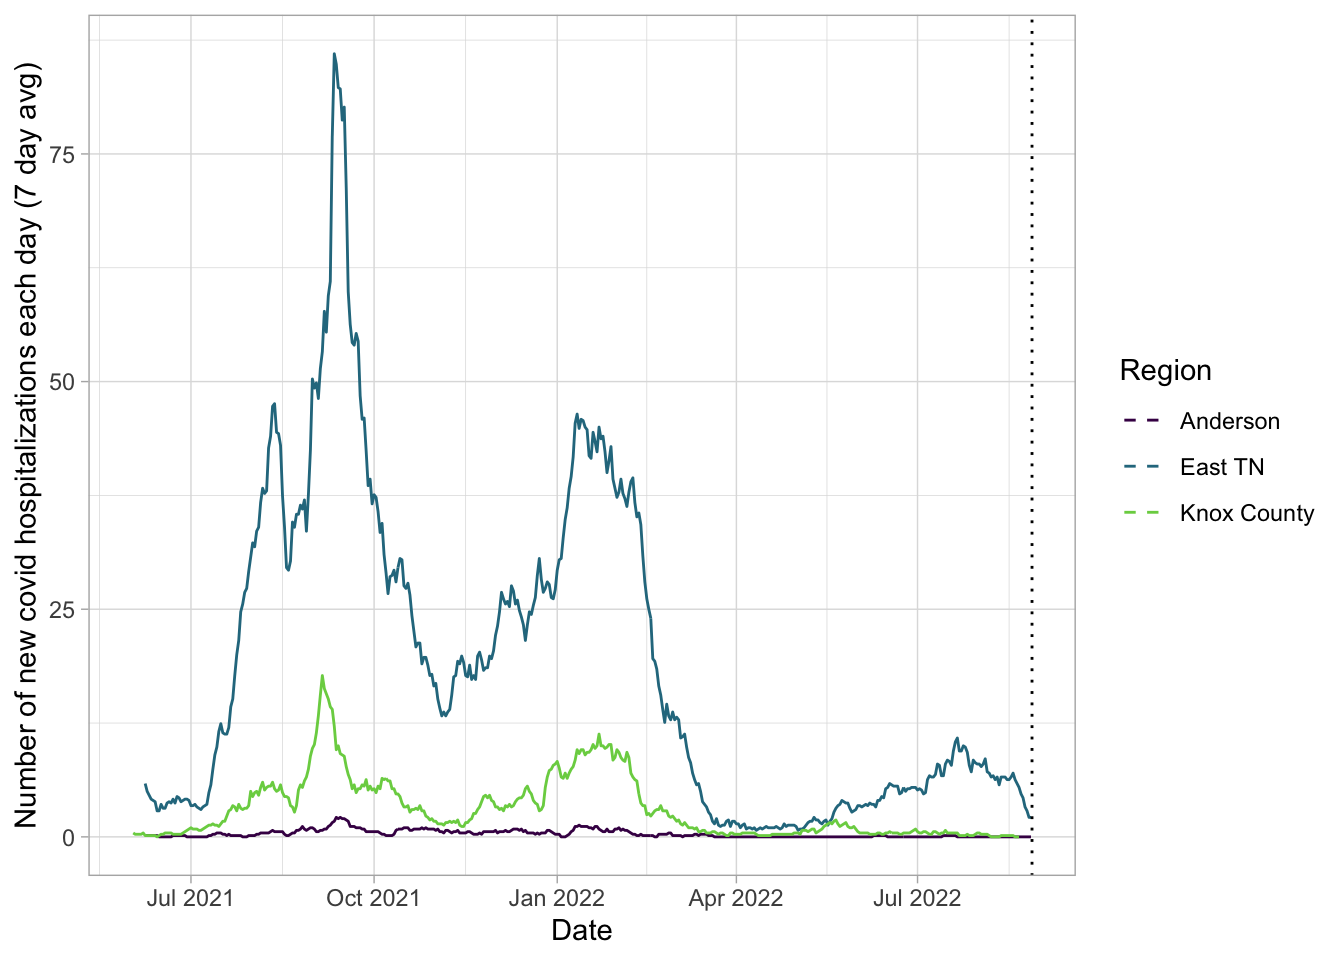 Number of new covid hospitalizations each day (7 day avg)
75
50
25
0
Jul 2021
Oct 2021
Jan 2022
Apr 2022
Jul 2022
Date
Region
Anderson
East TN
Knox County